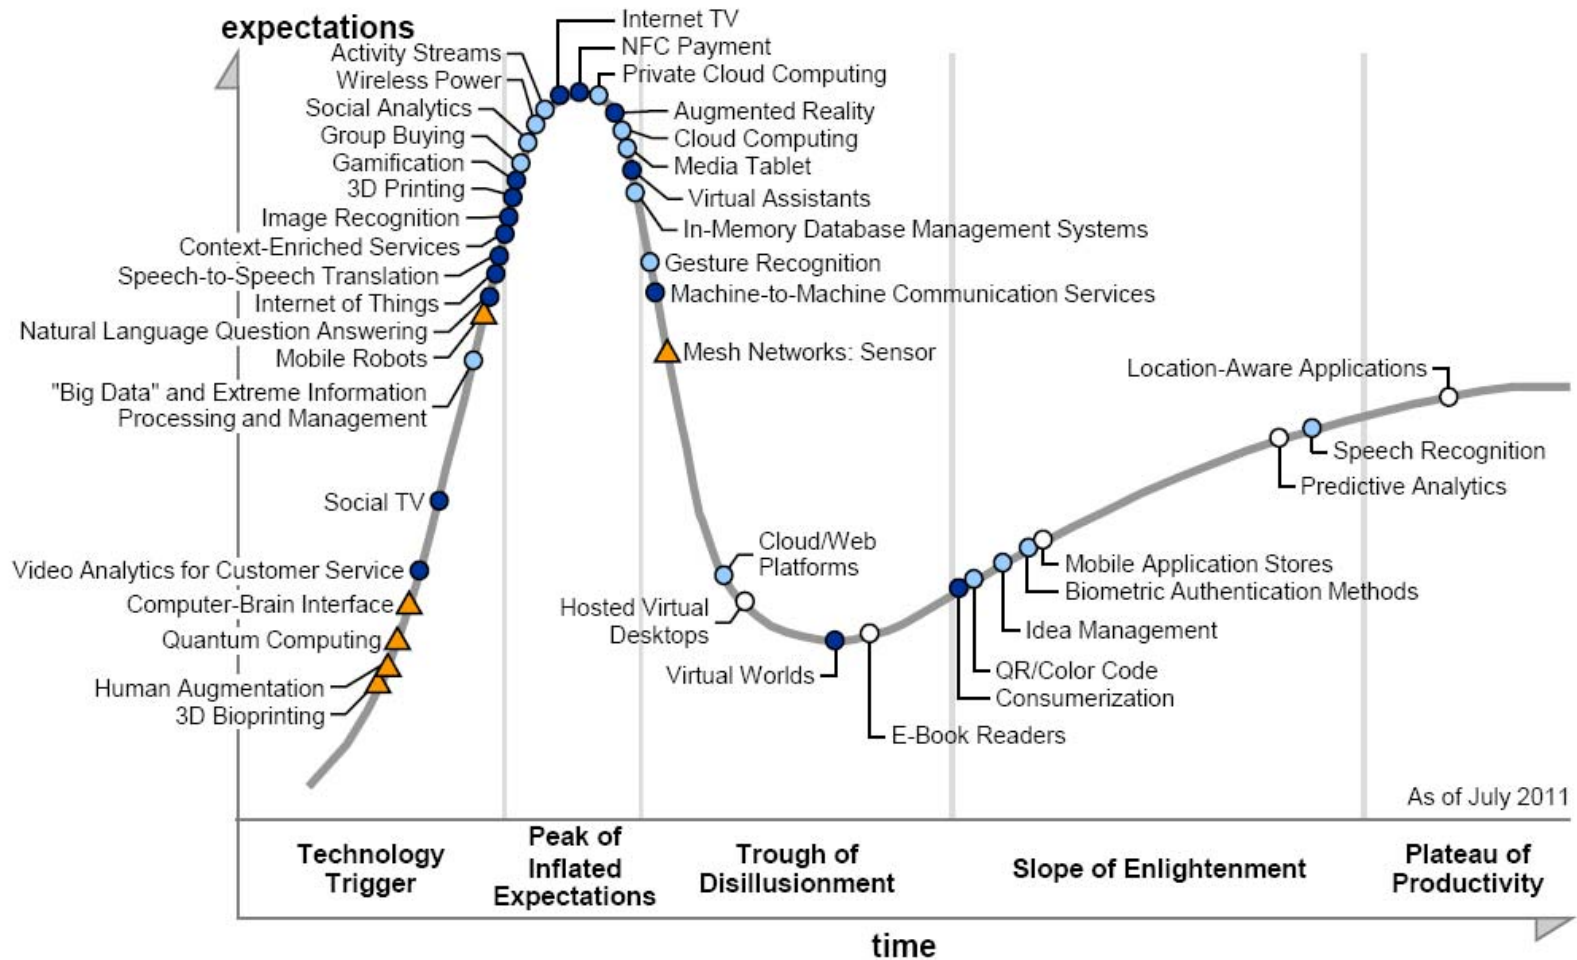 expectations
Activity Streams
Wireless Power
Social Analytics
Group Buying
Gamification
3D Printing
Image Recognition
Context-Enriched Services
Speech-to-Speech Translation
Internet of Things
Natural Language Question Answering
Mobile Robots
"Big Data" and Extreme Information
Processing and Management
Social TV
Video Analytics for Customer Service
Computer-Brain Interface
Quantum Computing
Human Augmentation
3D Bioprinting
Internet TV
NFC Payment
Private Cloud Computing
Augmented Reality
Cloud Computing
Media Tablet
Virtual Assistants
In-Memory Database Management Systems
Gesture Recognition
Machine-to-Machine Communication Services
Mesh Networks: Sensor
Cloud/Web
Platforms
Hosted Virtual
Desktops
Virtual Worlds
E-Book Readers
Location-Aware Applications
Speech Recognition
Predictive Analytics
Mobile Application Stores
Biometric Authentication Methods
Idea Management
QR/Color Code
Consumerization
As of July 2011
Technology
Trigger
Peak of
Inflated
Expectations
Trough of
Disillusionment
Slope of Enlightenment
Plateau of
Productivity
time